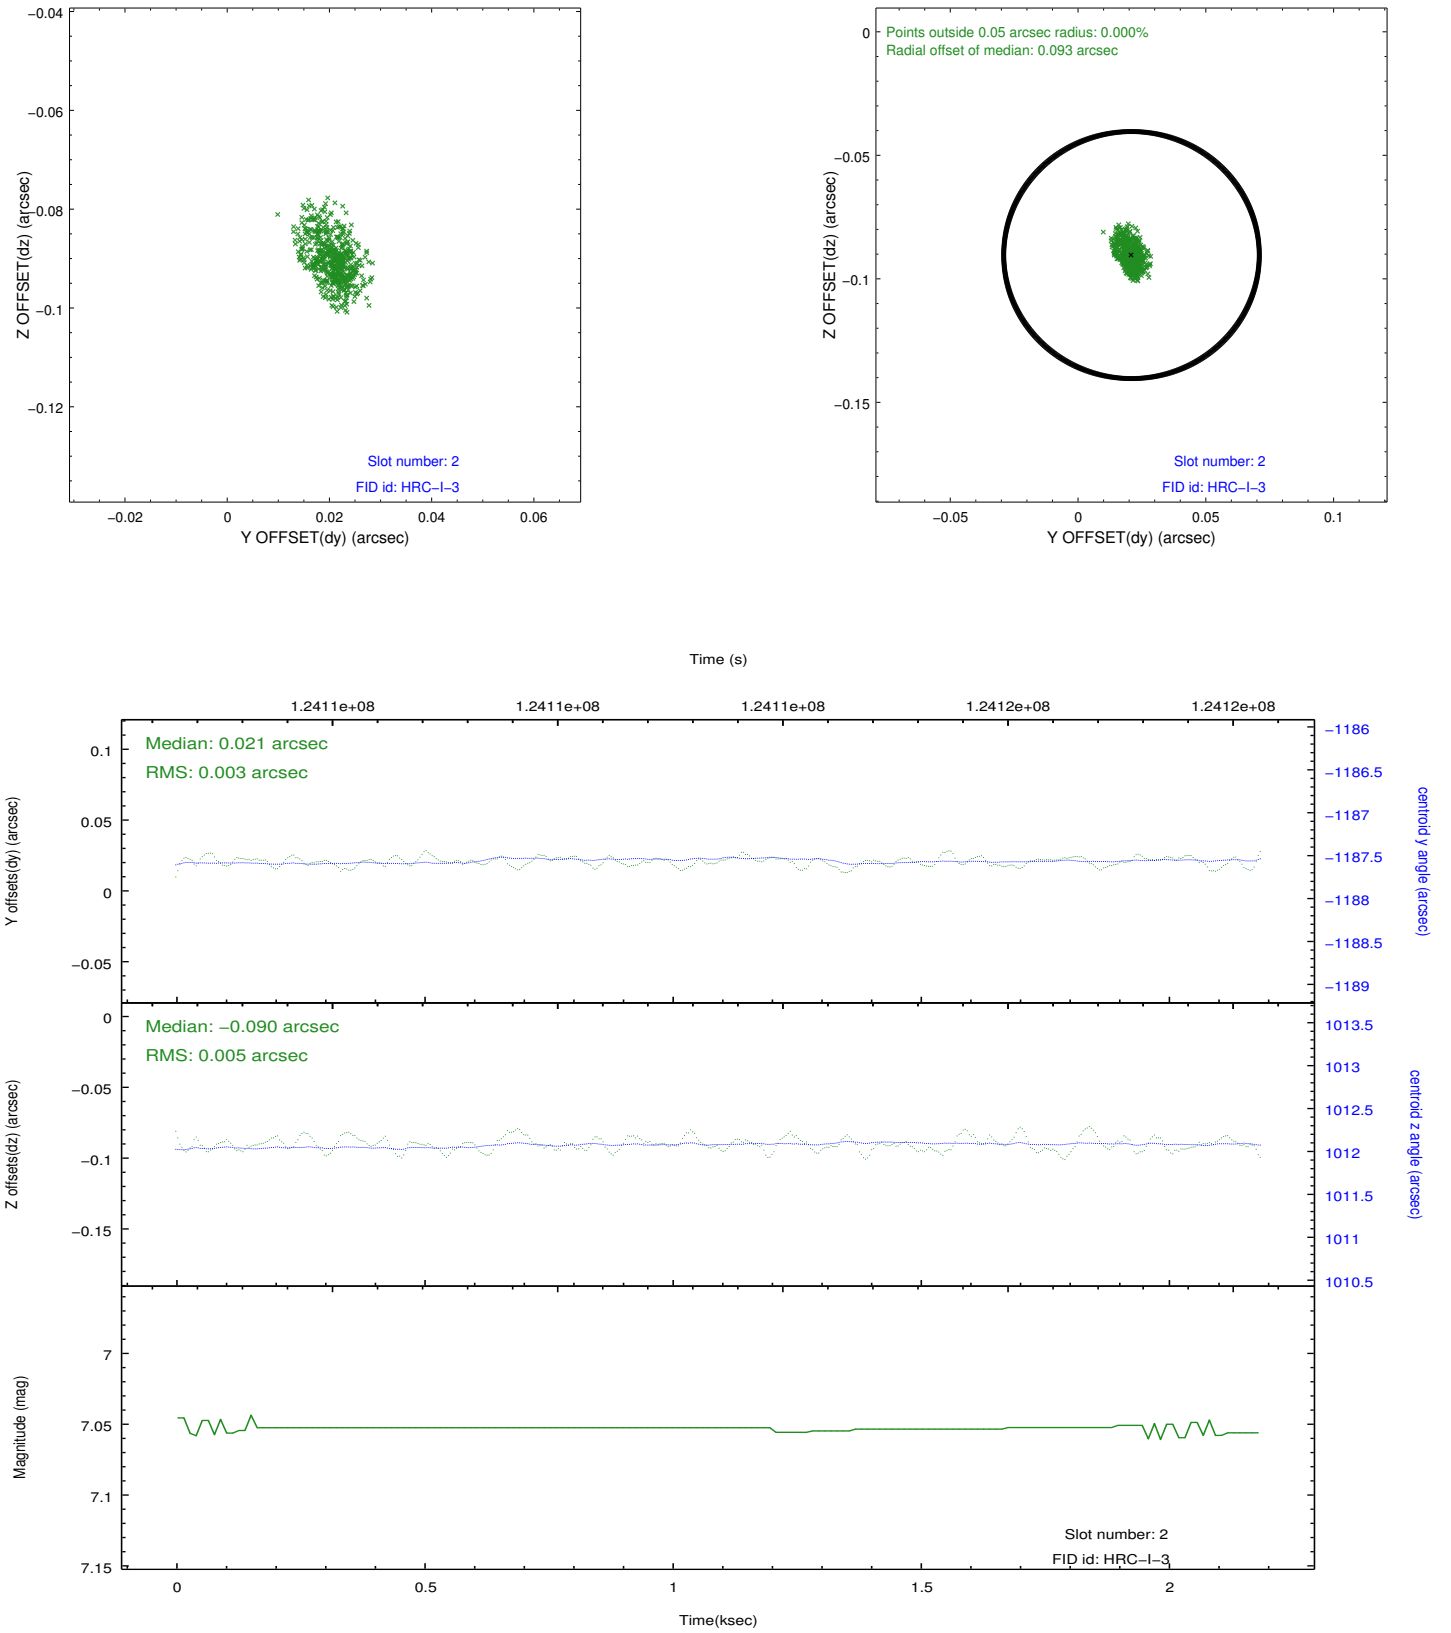 −0.04
−0.06
−0.08
−0.1
−0.12
Z OFFSET(dz) (arcsec)
Slot number: 2
FID id: HRC−I−3
−0.02
0
0.02
0.04
0.06
Y OFFSET(dy) (arcsec)
Points outside 0.05 arcsec radius: 0.000%
Radial offset of median: 0.093 arcsec
0
−0.05
−0.1
−0.15
Z OFFSET(dz) (arcsec)
Slot number: 2
FID id: HRC−I−3
−0.05
0
0.05
0.1
Y OFFSET(dy) (arcsec)
Time (s)
1.2411e+08
1.2411e+08
1.2411e+08
1.2412e+08
1.2412e+08
Median: 0.021 arcsec
RMS: 0.003 arcsec
0.1
0.05
0
−0.05
Y offsets(dy) (arcsec)
−1186
−1186.5
−1187
−1187.5
−1188
−1188.5
−1189
centroid y angle (arcsec)
Median: −0.090 arcsec
RMS: 0.005 arcsec
0
−0.05
−0.1
−0.15
Z offsets(dz) (arcsec)
1013.5
1013
1012.5
1012
1011.5
1011
1010.5
centroid z angle (arcsec)
7
7.05
7.1
7.15
Magnitude (mag)
Slot number: 2
FID id: HRC−I−3
0
0.5
1
1.5
2
Time(ksec)